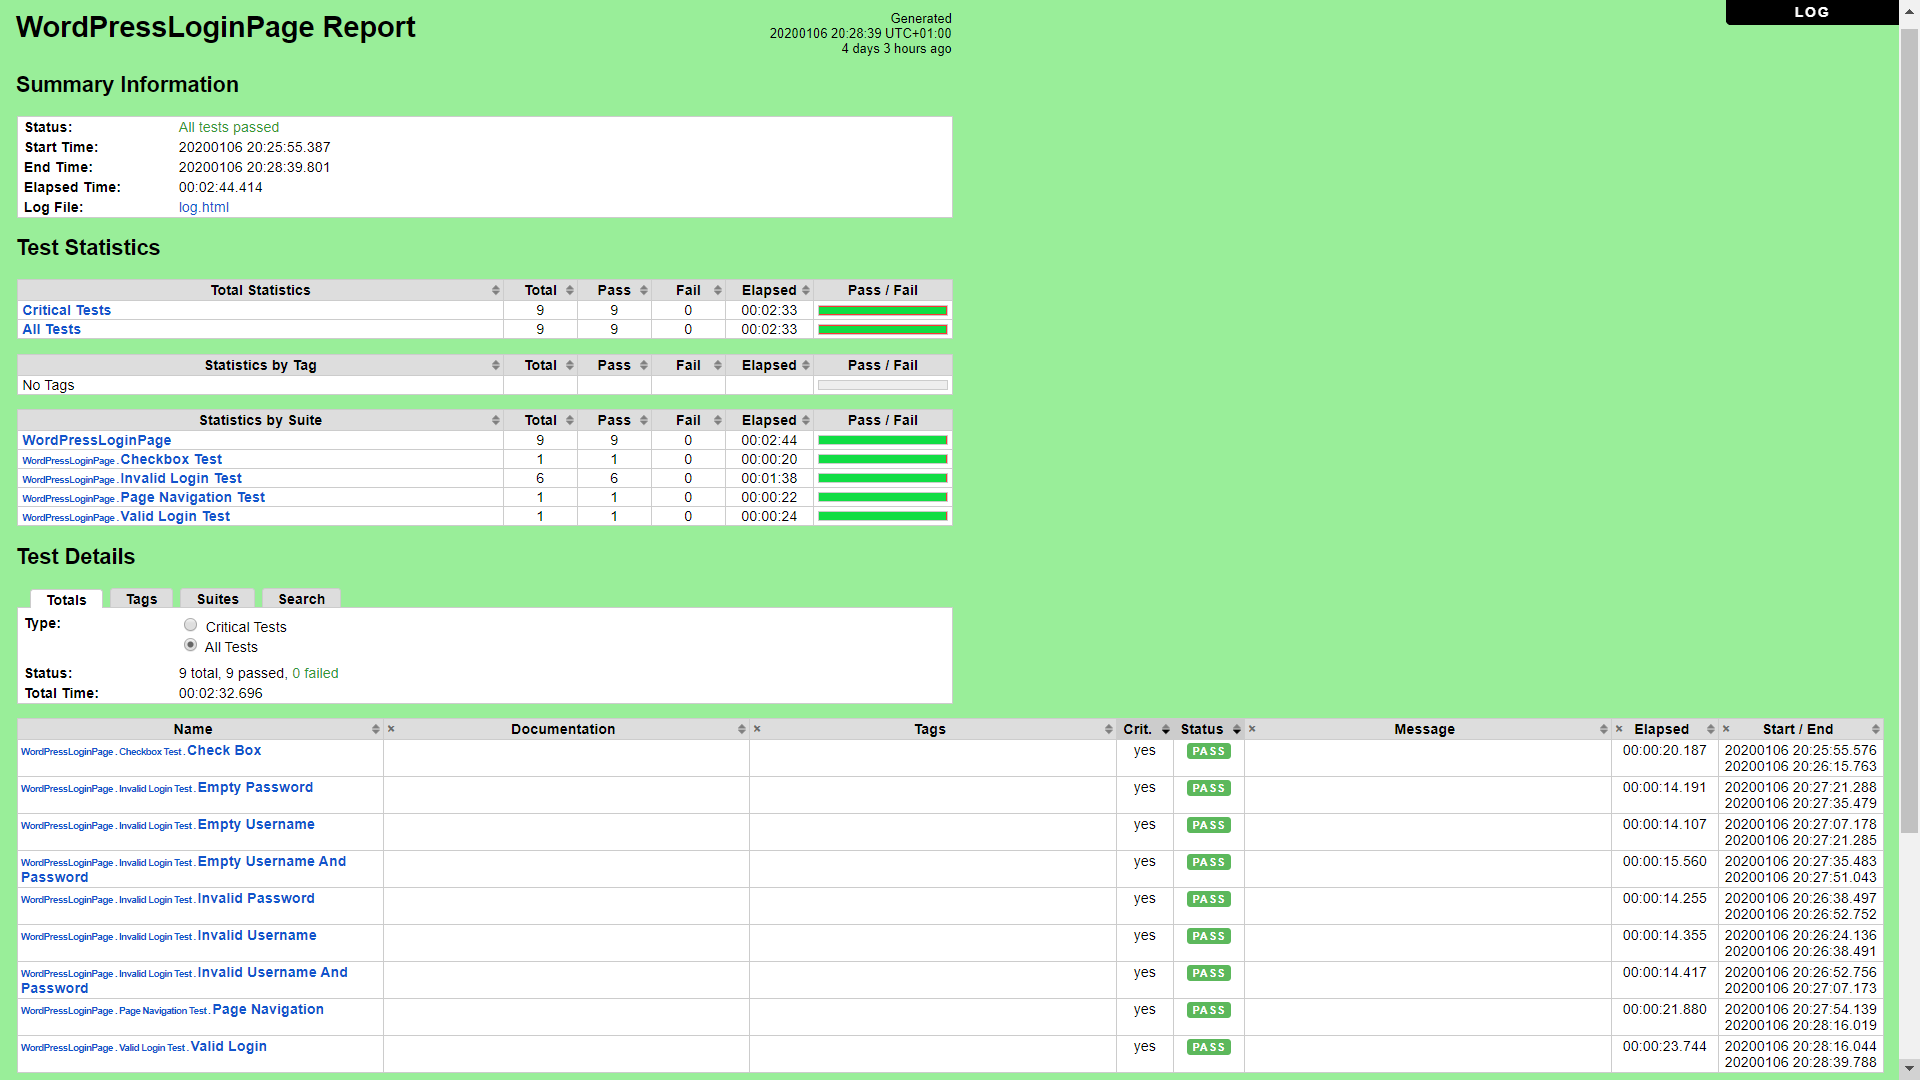 WordPressLoginPage Report
LOG
Generated
20200106 20:28:39 UTC+01:00
4 days 3 hours ago
Summary Information
Status: All tests passed
Start Time: 20200106 20:25:55.387
End Time: 20200106 20:28:39.801
Elapsed Time: 00:02:44.414
Log File: log.html
Test Statistics
Total Statistics Total Pass Fail Elapsed Pass / Fail
Critical Tests 9 9 0 00:02:33
All Tests 9 9 0 00:02:33
Statistics by Tag Total Pass Fail Elapsed Pass / Fail
No Tags
Statistics by Suite Total Pass Fail Elapsed Pass / Fail
WordPressLoginPage 9 9 0 00:02:44
WordPressLoginPage . Checkbox Test 1 1 0 00:00:20
WordPressLoginPage . Invalid Login Test 6 6 0 00:01:38
WordPressLoginPage . Page Navigation Test 1 1 0 00:00:22
WordPressLoginPage . Valid Login Test 1 1 0 00:00:24
Test Details
Totals Tags Suites Search
Type: Critical Tests
All Tests
Status: 9 total, 9 passed, 0 failed
Total Time: 00:02:32.696
Name × Documentation × Tags Crit. Status × Message × Elapsed × Start / End
WordPressLoginPage . Checkbox Test . Check Box yes PASS 00:00:20.187 20200106 20:25:55.576
20200106 20:26:15.763
WordPressLoginPage . Invalid Login Test . Empty Password yes PASS 00:00:14.191 20200106 20:27:21.288
20200106 20:27:35.479
WordPressLoginPage . Invalid Login Test . Empty Username yes PASS 00:00:14.107 20200106 20:27:07.178
20200106 20:27:21.285
WordPressLoginPage . Invalid Login Test . Empty Username And yes PASS 00:00:15.560 20200106 20:27:35.483
Password 20200106 20:27:51.043
WordPressLoginPage . Invalid Login Test . Invalid Password yes PASS 00:00:14.255 20200106 20:26:38.497
20200106 20:26:52.752
WordPressLoginPage . Invalid Login Test . Invalid Username yes PASS 00:00:14.355 20200106 20:26:24.136
20200106 20:26:38.491
WordPressLoginPage . Invalid Login Test . Invalid Username And yes PASS 00:00:14.417 20200106 20:26:52.756
Password 20200106 20:27:07.173
WordPressLoginPage . Page Navigation Test . Page Navigation yes PASS 00:00:21.880 20200106 20:27:54.139
20200106 20:28:16.019
WordPressLoginPage . Valid Login Test . Valid Login yes PASS 00:00:23.744 20200106 20:28:16.044
20200106 20:28:39.788